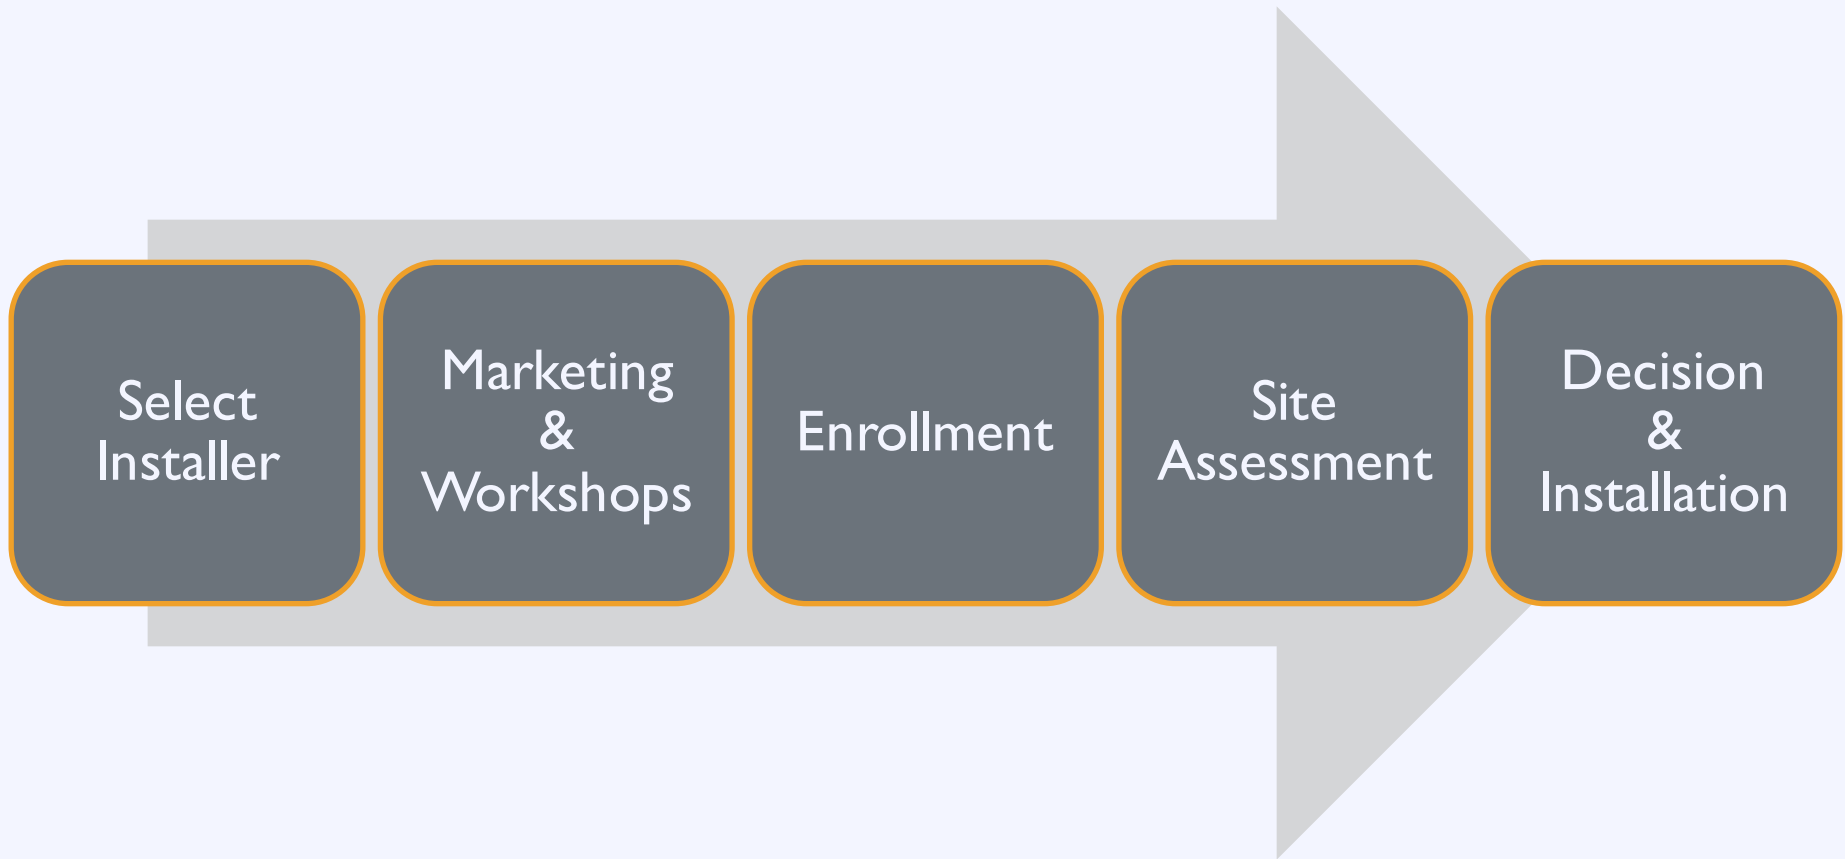 Select
Installer
Marketing
&
Workshops
Enrollment
Site
Assessment
Decision
&
Installation